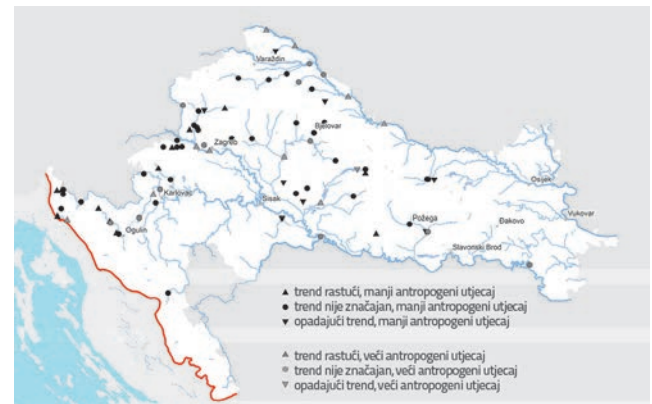 Varaždin
Bjelovar
Zagreb
Karlovac
Sisak
Osijek
Vukovar
Đakovo
Požega
Ogulin
Slavonski Brod
trend rastući, manji antropogeni utjecaj
trend nije značajan, manji antropogeni utjecaj
opadajući trend, manji antropogeni utjecaj
trend rastući, veći antropogeni utjecaj
trend nije značajan, veći antropogeni utjecaj
opadajući trend, veći antropogeni utjecaj